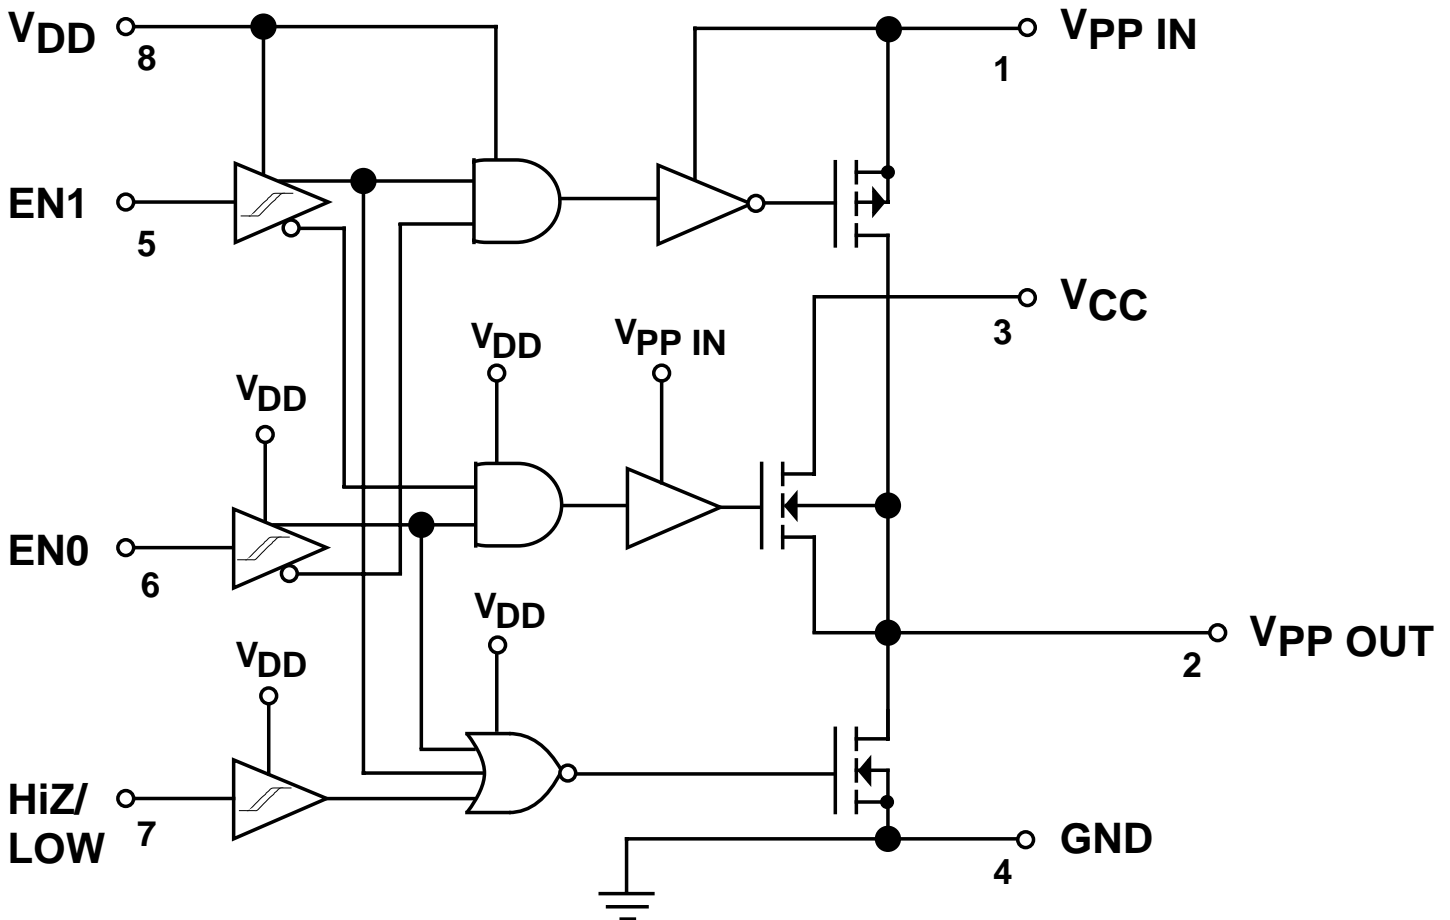 VDD
8
VPP IN
1
EN1
5
VCC
3
VDD
VPP IN
VDD
EN0
6
VDD
VPP OUT
2
VDD
HiZ/
LOW
7
GND
4